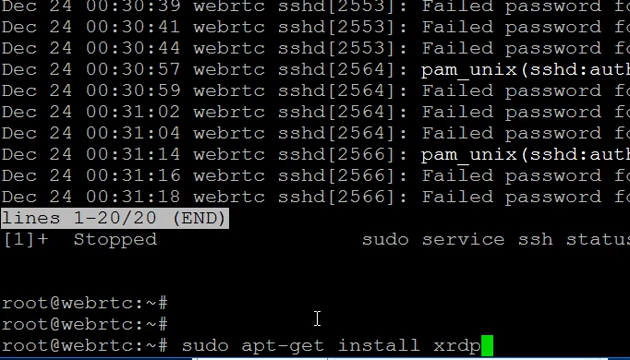 Dec 24 00:30:39 webrtc sshd[2553]: Failed password fo
Dec 24 00:30:41 webrtc sshd[2553]: Failed password fo
Dec 24 00:30:44 webrtc sshd[2553]: Failed password fo
Dec 24 00:30:57 webrtc sshd[2564]: pam_unix(sshd:auth
Dec 24 00:30:59 webrtc sshd[2564]: Failed password fo
Dec 24 00:31:02 webrtc sshd[2564]: Failed password fo
Dec 24 00:31:04 webrtc sshd[2564]: Failed password fo
Dec 24 00:31:14 webrtc sshd[2566]: pam_unix(sshd:auth
Dec 24 00:31:16 webrtc sshd[2566]: Failed password fo
Dec 24 00:31:18 webrtc sshd[2566]: Failed password fo
lines 1-20/20 (END)
[1]+  Stopped                 sudo service ssh status
root@webrtc:~#
root@webrtc:~#
root@webrtc:~# sudo apt-get install xrdp